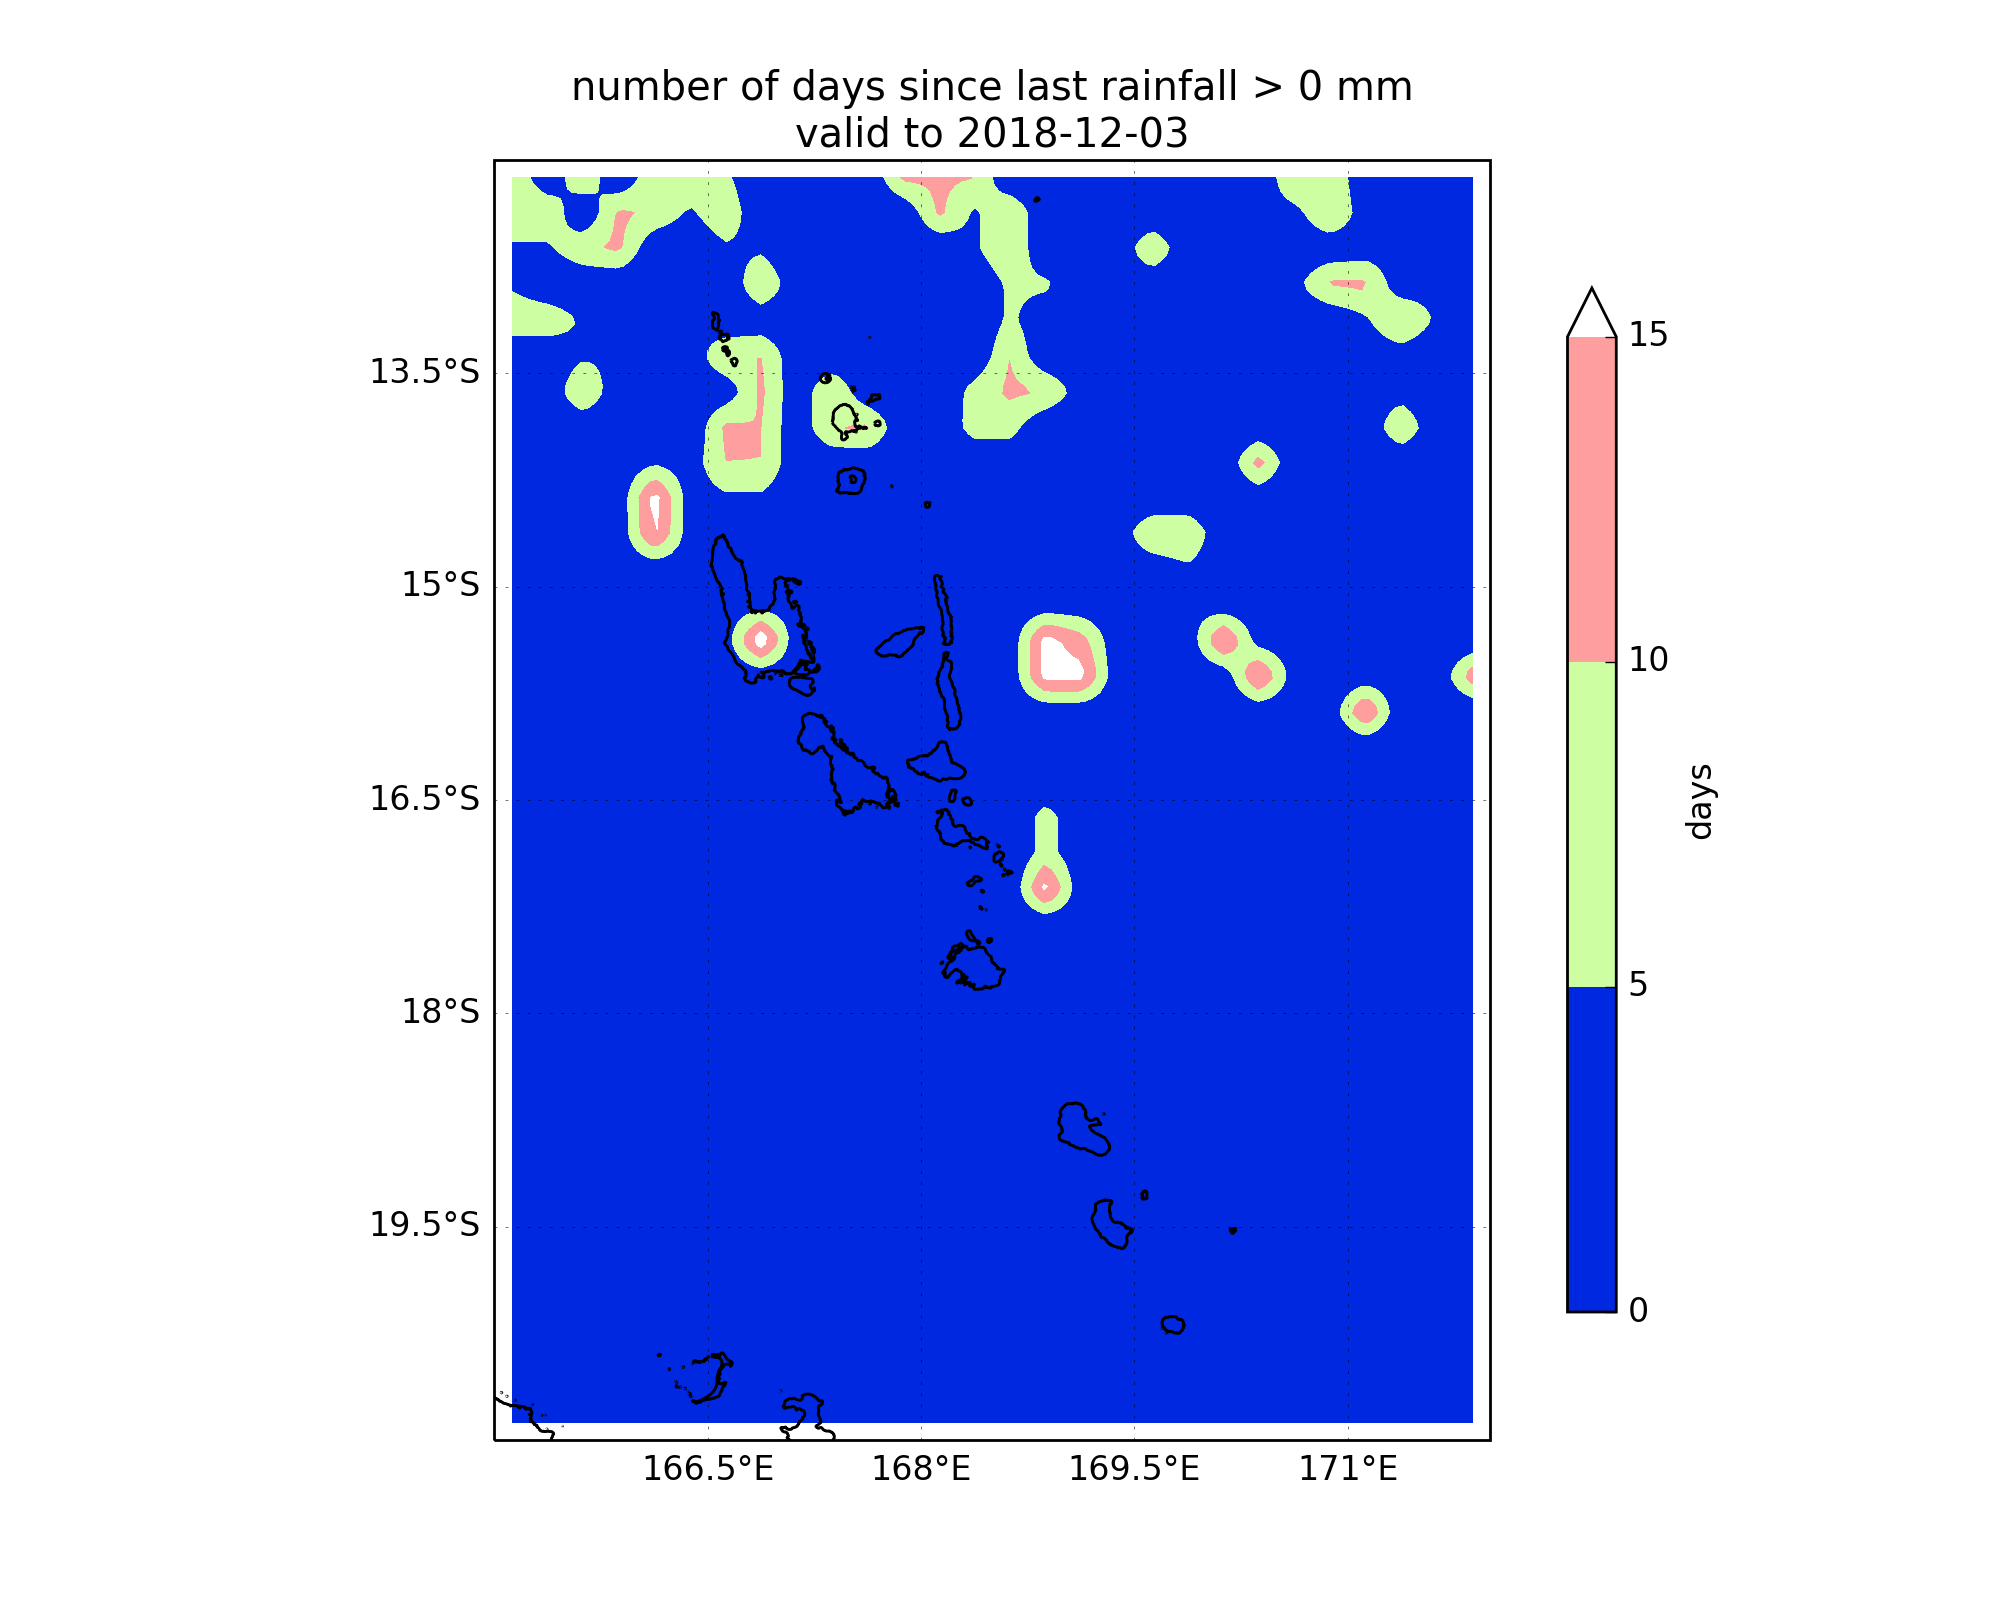 number of days since last rainfall > 0 mm
valid to 2018-12-03
13.5°S
15°S
16.5°S
18°S
19.5°S
166.5°E
168°E
169.5°E
171°E
15
10
5
0
days